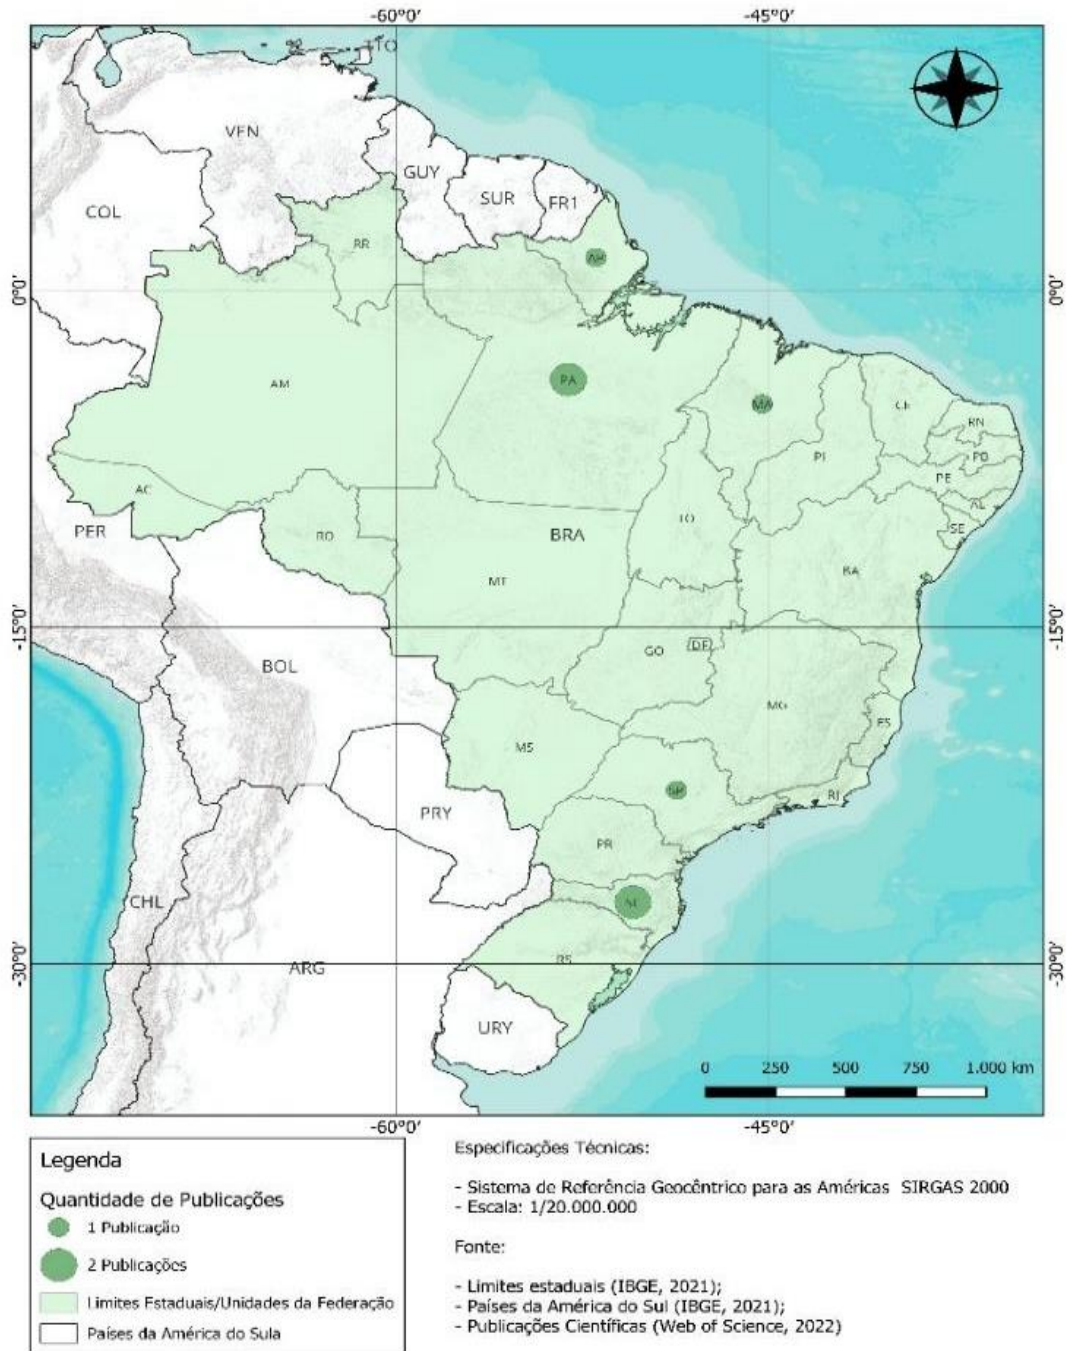 -60°0'
-45°0'
TTO
VEN
GUY
SUR
FR1
COL
RR
AP
0°0'
0°0'
AM
PA
MA
CE
RN
PB
PI
PE
AL
SE
AC
PER
RO
BRA
TO
BA
MT
-15°0'
-15°0'
BOL
GO
DF
MG
ES
MS
SP
RJ
PRY
PR
CHL
SC
RS
ARG
-30°0'
-30°0'
URY
0 250 500 750 1.000 km
-60°0'
-45°0'
Legenda
Quantidade de Publicações
1 Publicação
2 Publicações
Limites Estaduais/Unidades da Federação
Países da América do Sula
Especificações Técnicas:
- Sistema de Referência Geocêntrico para as Américas SIRGAS 2000
- Escala: 1/20.000.000
Fonte:
- Limites estaduais (IBGE, 2021);
- Países da América do Sul (IBGE, 2021);
- Publicações Científicas (Web of Science, 2022)